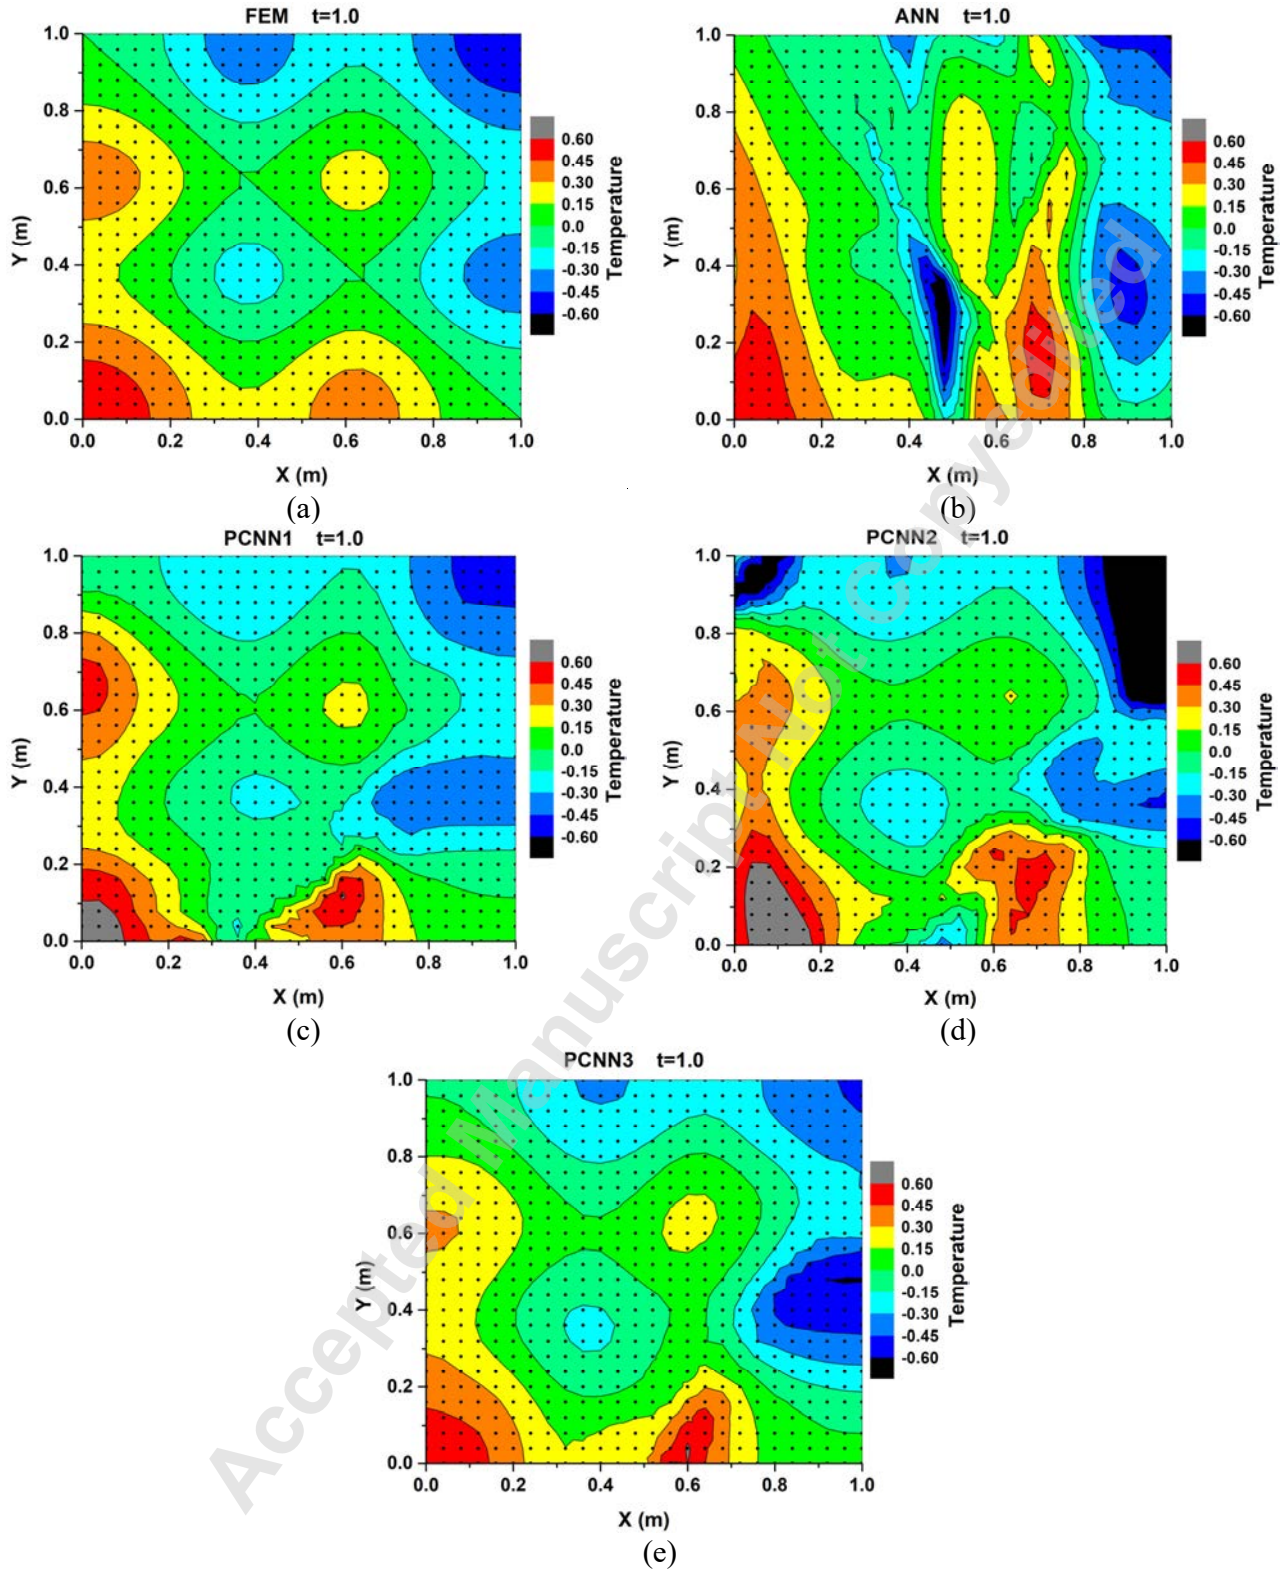 FEM t=1.0
1.0
0.8
0.6
0.4
0.2
0.0
Y (m)
0.0 0.2 0.4 0.6 0.8 1.0
X (m)
0.60
0.45
0.30
0.15
0.0
-0.15
-0.30
-0.45
-0.60
Temperature
(a)
ANN t=1.0
1.0
0.8
0.6
0.4
0.2
0.0
Y (m)
0.0 0.2 0.4 0.6 0.8 1.0
X (m)
0.60
0.45
0.30
0.15
0.0
-0.15
-0.30
-0.45
-0.60
Temperature
(b)
PCNN1 t=1.0
1.0
0.8
0.6
0.4
0.2
0.0
Y (m)
0.0 0.2 0.4 0.6 0.8 1.0
X (m)
0.60
0.45
0.30
0.15
0.0
-0.15
-0.30
-0.45
-0.60
Temperature
(c)
PCNN2 t=1.0
1.0
0.8
0.6
0.4
0.2
0.0
Y (m)
0.0 0.2 0.4 0.6 0.8 1.0
X (m)
0.60
0.45
0.30
0.15
0.0
-0.15
-0.30
-0.45
-0.60
Temperature
(d)
PCNN3 t=1.0
1.0
0.8
0.6
0.4
0.2
0.0
Y (m)
0.0 0.2 0.4 0.6 0.8 1.0
X (m)
0.60
0.45
0.30
0.15
0.0
-0.15
-0.30
-0.45
-0.60
Temperature
(e)
Accepted Manuscript Not Copyedited